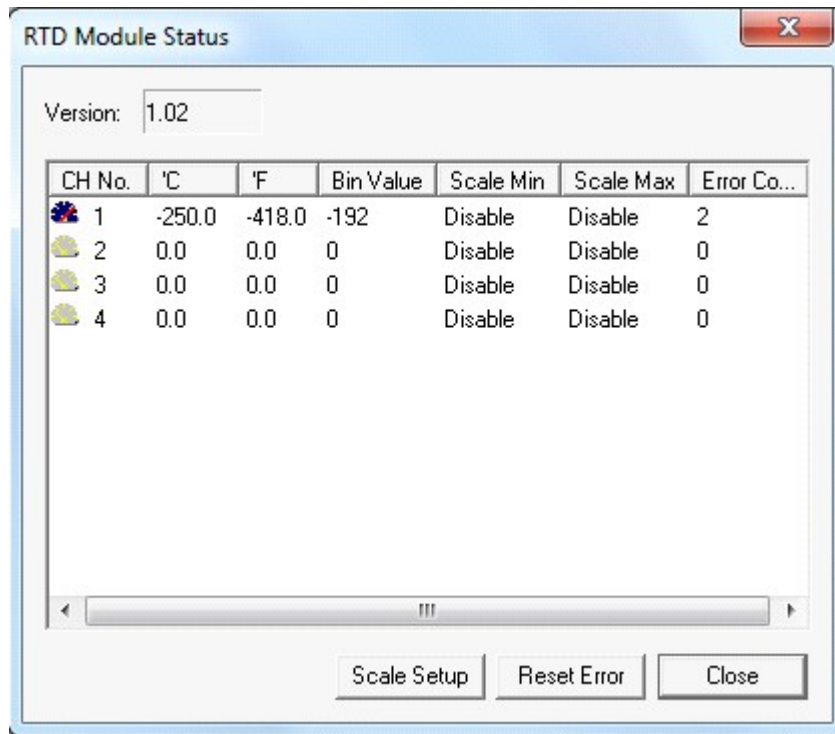 RTD Module Status
Version: 1.02
CH No. 'C 'F Bin Value Scale Min Scale Max Error Co...
1 -250.0 -418.0 -192 Disable Disable 2
2 0.0 0.0 0 Disable Disable 0
3 0.0 0.0 0 Disable Disable 0
4 0.0 0.0 0 Disable Disable 0
Scale Setup Reset Error Close